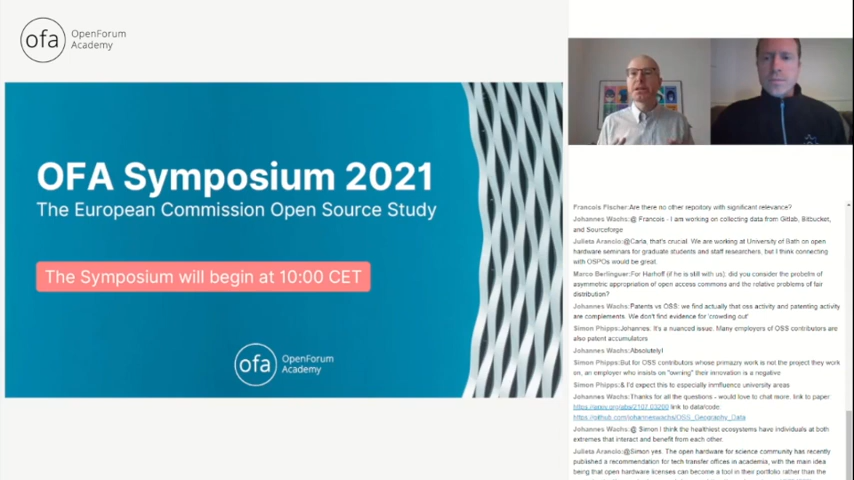 ofa OpenForum
Academy
OFA Symposium 2021
The European Commission Open Source Study
The Symposium will begin at 10:00 CET
ofa OpenForum
Academy
Francois Fischer:Are there no other repoitory with significant relevance?
Johannes Wachs:@ Francois - I am working on collecting data from Gitlab, Bitbucket,
and Sourceforge
Julieta Arancio:@Carla, that's crucial. We are working at University of Bath on open
hardware seminars for graduate students and staff researchers, but I think connecting
with OSPOs would be great.
Marco Berlinguer:For Harhoff (if he is still with us): did you consider the probelm of
asymmetric appropriation of open access commons and the relative problems of fair
distribution?
Johannes Wachs:Patents vs OSS: we find actually that oss activity and patenting activity
are complements. We don't find evidence for 'crowding out'
Simon Phipps:Johannes. It's a nuanced issue. Many employers of OSS contributors are
also patent accumulators
Johannes Wachs:Absolutely!
Simon Phipps:But for OSS contributors whose primazry work is not the project they work
on, an employer who insists on "owning" their innovation is a negative
Simon Phipps:& I'd expect this to especially inmfluence university areas
Johannes Wachs:Thanks for all the questions - would love to chat more. link to paper:
https://arxiv.org/abs/2107.03200 link to data/code:
https://github.com/johanneswachs/OSS_Geography_Data
Johannes Wachs:@ Simon I think the healthiest ecosystems have individuals at both
extremes that interact and benefit from each other.
Julieta Arancio:@Simon yes. The open hardware for science community has recently
published a recommendation for tech transfer offices in academia, with the main idea
being that open hardware licenses can become a tool in their portfolio rather than the